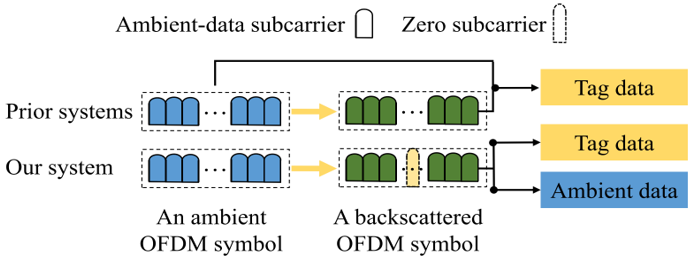 Ambient-data subcarrier
Zero subcarrier
Prior systems
Tag data
Our system
Tag data
Ambient data
An ambient
OFDM symbol
A backscattered
OFDM symbol